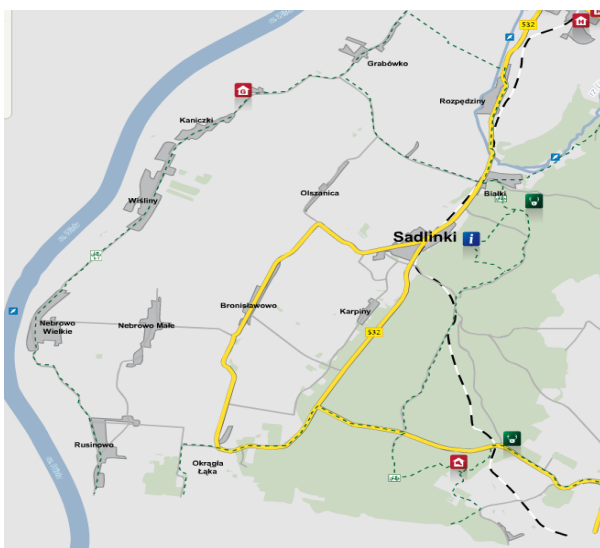 532
Grabówko
Rozpędziny
Kaniczki
Olszanica
Białki
Wiśliny
Sadlinki
i
Bronisławowo
Karpiny
Nebrowo
Wielkie
Nebrowo Małe
532
Rusinowo
Okrągła
Łąka